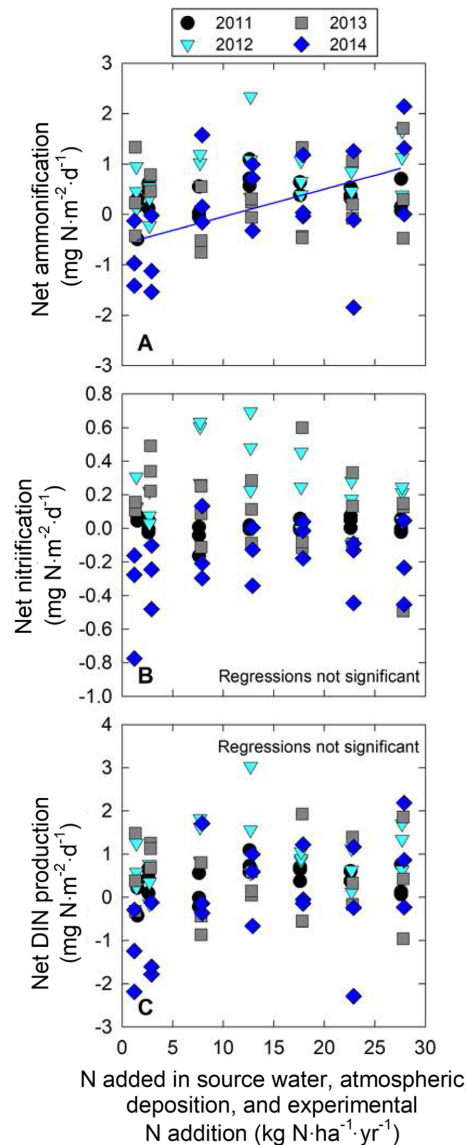 2011 2013
2012 2014
3
2
1
0
-1
-2
-3
Net ammonification
(mg N·m-2·d-1)
A
0.8
0.6
0.4
0.2
0.0
-0.2
-0.4
-0.6
-0.8
-1.0
Net nitriification
(mg N·m-2·d-1)
B
Regressions not significant
4
3
2
1
0
-1
-2
-3
Net DIN production
(mg N·m-2·d-1)
Regressions not significant
C
0 5 10 15 20 25 30
N added in source water, atmospheric
deposition, and experimental
N addition (kg N·ha-1·yr-1)